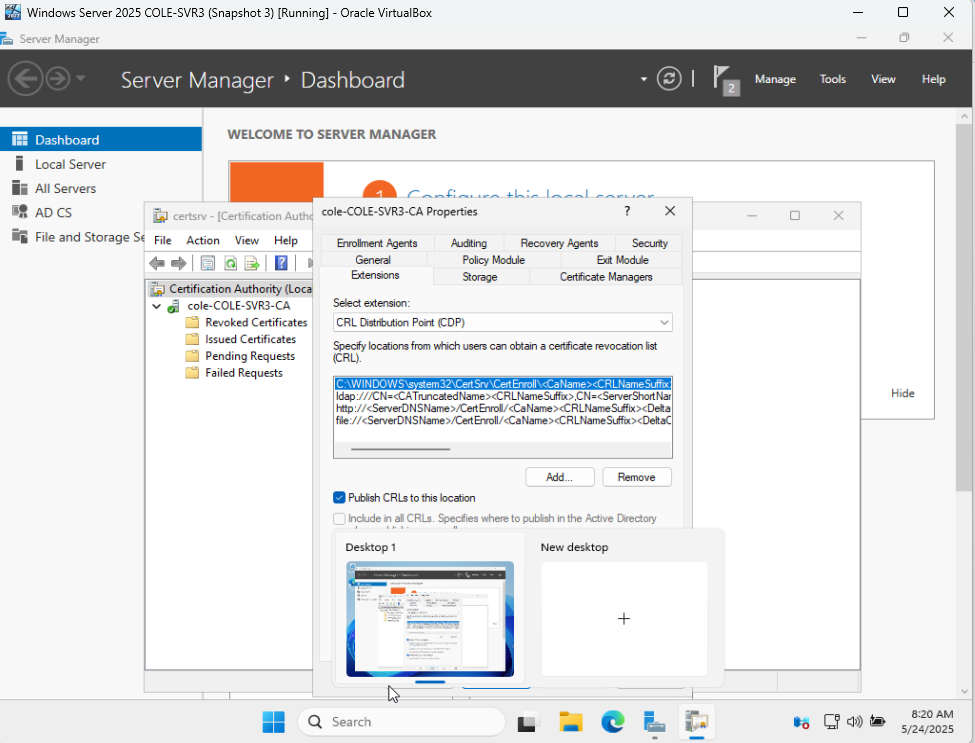 Windows Server 2025 COLE-SVR3 (Snapshot 3) [Running] - Oracle VirtualBox
Server Manager
Server Manager ‣ Dashboard
2
Manage
Tools
View
Help
Dashboard
Local Server
All Servers
AD CS
File and Storage Se
WELCOME TO SERVER MANAGER
1
Configure this local server
Hide
certsrv - [Certification Autho
File
Action
View
Help
Certification Authority (Loca
cole-COLE-SVR3-CA
Revoked Certificates
Issued Certificates
Pending Requests
Failed Requests
cole-COLE-SVR3-CA Properties
?
Enrollment Agents
Auditing
Recovery Agents
Security
General
Policy Module
Exit Module
Extensions
Storage
Certificate Managers
Select extension:
CRL Distribution Point (CDP)
Specify locations from which users can obtain a certificate revocation list
(CRL).
C:\WINDOWS\system32\CertSrv\CertEnroll\<CaName><CRLNameSuffix>
ldap:///CN=<CATruncatedName><CRLNameSuffix>,CN=<ServerShortNar
http://<ServerDNSName>/CertEnroll/<CaName><CRLNameSuffix><Delta
file://<ServerDNSName>/CertEnroll/<CaName><CRLNameSuffix><DeltaC
Add...
Remove
Publish CRLs to this location
Include in all CRLs. Specifies where to publish in the Active Directory
Desktop 1
New desktop
Search
8:20 AM
5/24/2025